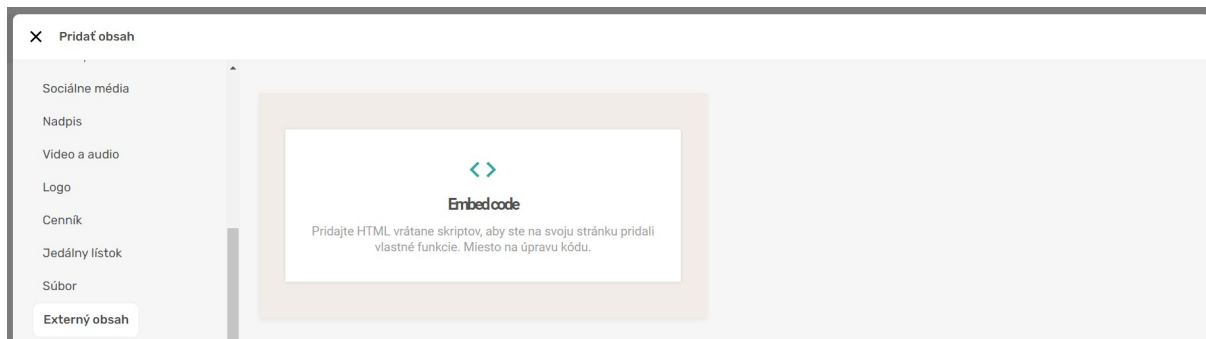 Pridať obsah
Sociálne média
Nadpis
Video a audio
Logo
Cenník
Jedálny lístok
Súbor
Externý obsah
Embed code
Pridajte HTML vrátane skriptov, aby ste na svoju stránku pridali
vlastné funkcie. Miesto na úpravu kódu.